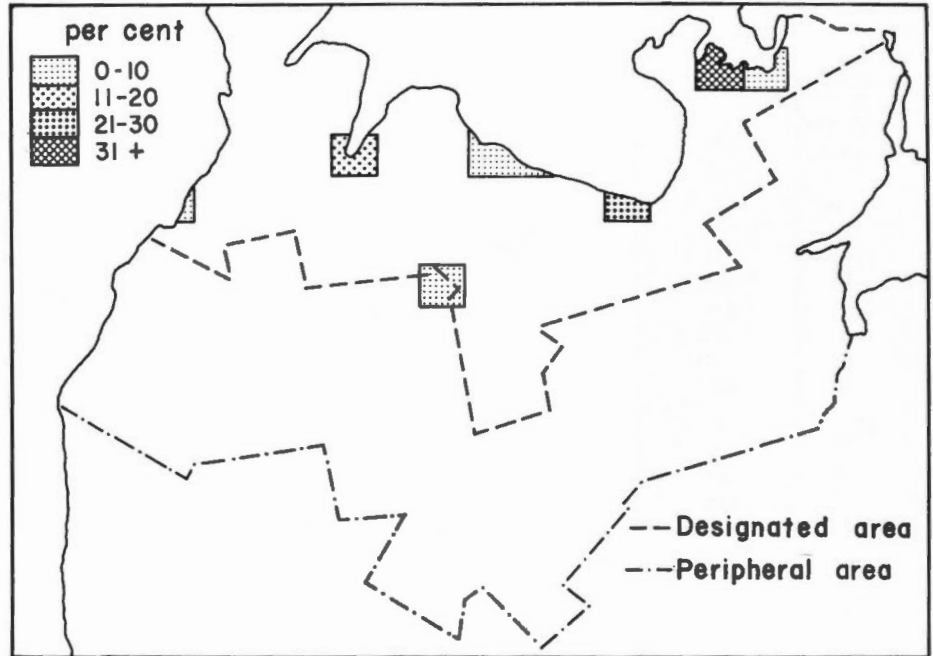 per cent
0-10
11-20
21-30
31 +
Designated area
Peripheral area